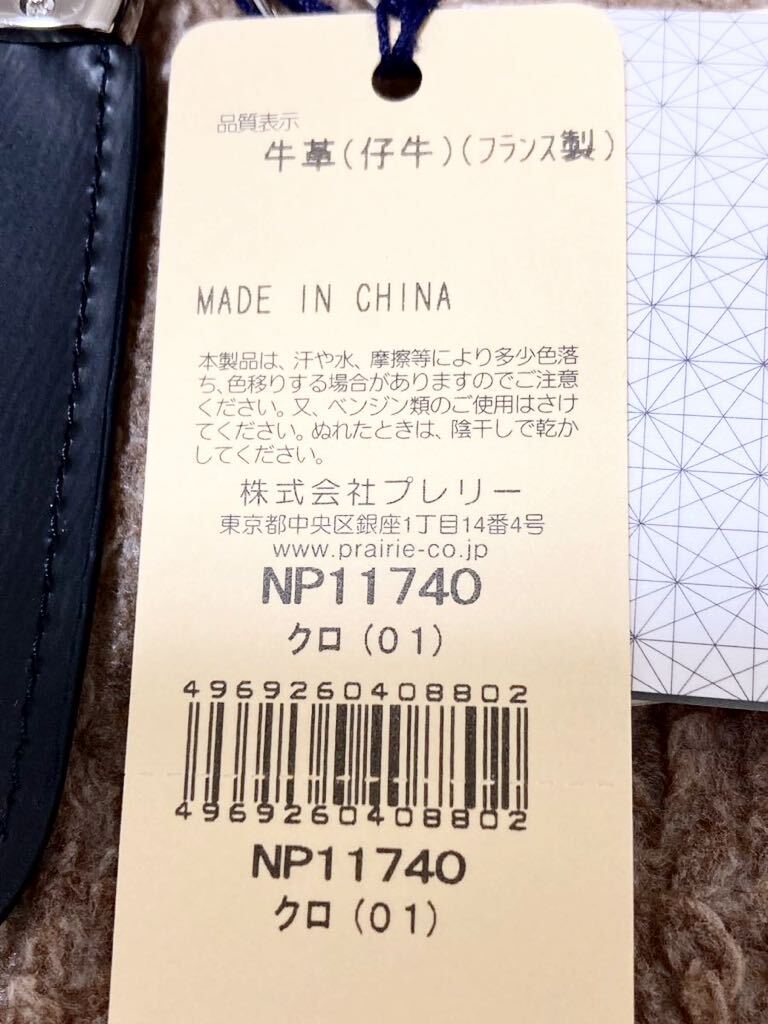 品質表示
牛革(仔牛)(フランス製)
MADE IN CHINA
本製品は、汗や水、摩擦等により多少色落
ち、色移りする場合がありますのでご注意
ください。又、ベンジン類のご使用はさけ
てください。ぬれたときは、陰干しで乾か
してください。
株式会社プレリー
東京都中央区銀座1丁目14番4号
www.prairie-co.jp
NP11740
クロ(01)
4969260408802
4969260408802
NP11740
クロ(01)